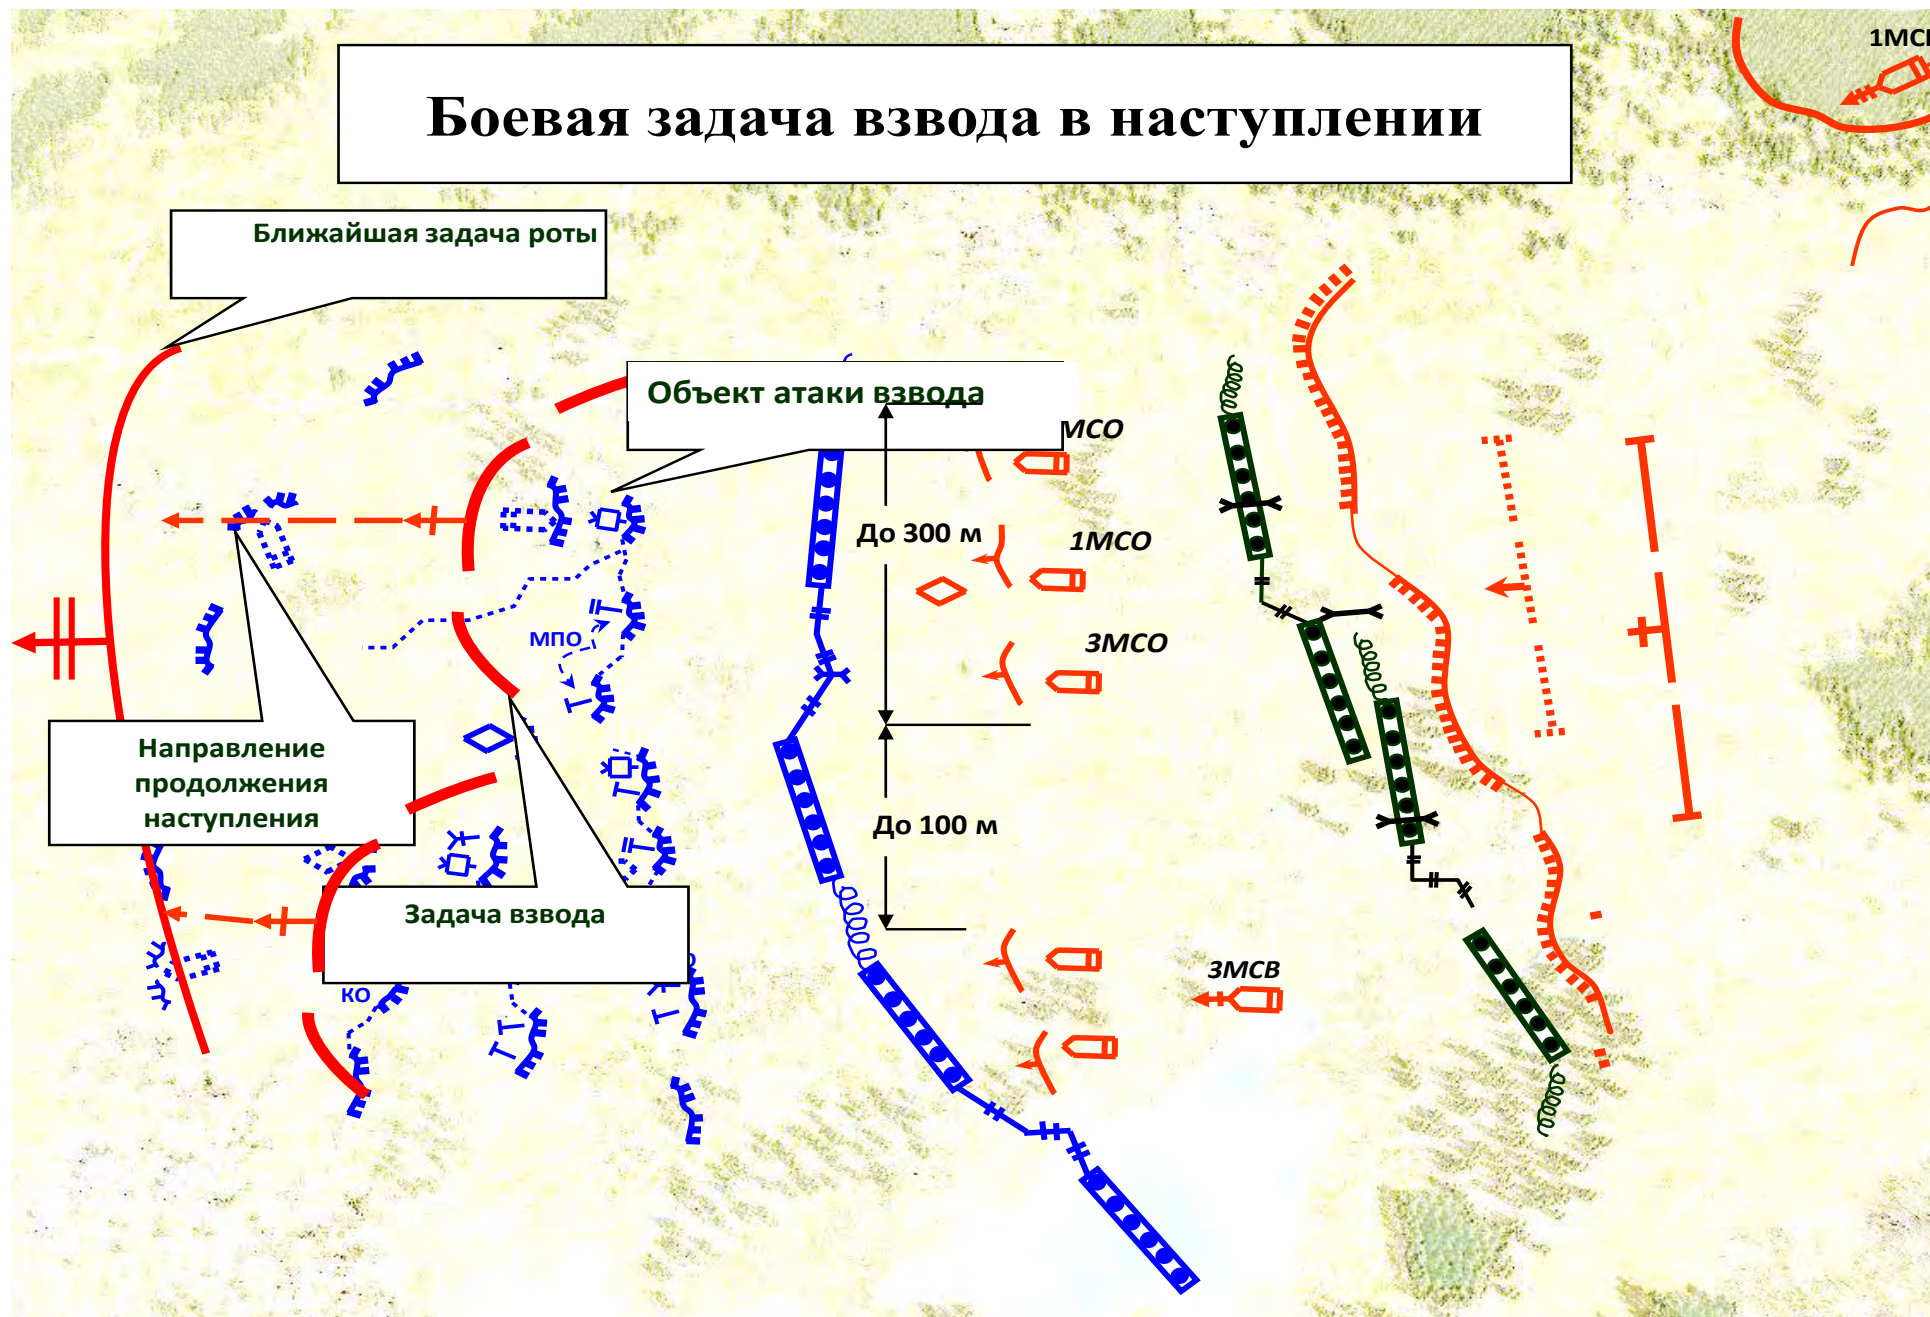 Боевая задача взвода в наступлении
1МС
Ближайшая задача роты
Объект атаки взвода
МСО
До 300 м
1МСО
МПО
3МСО
Направление
продолжения
наступления
До 100 м
Задача взвода
3МСВ
КО